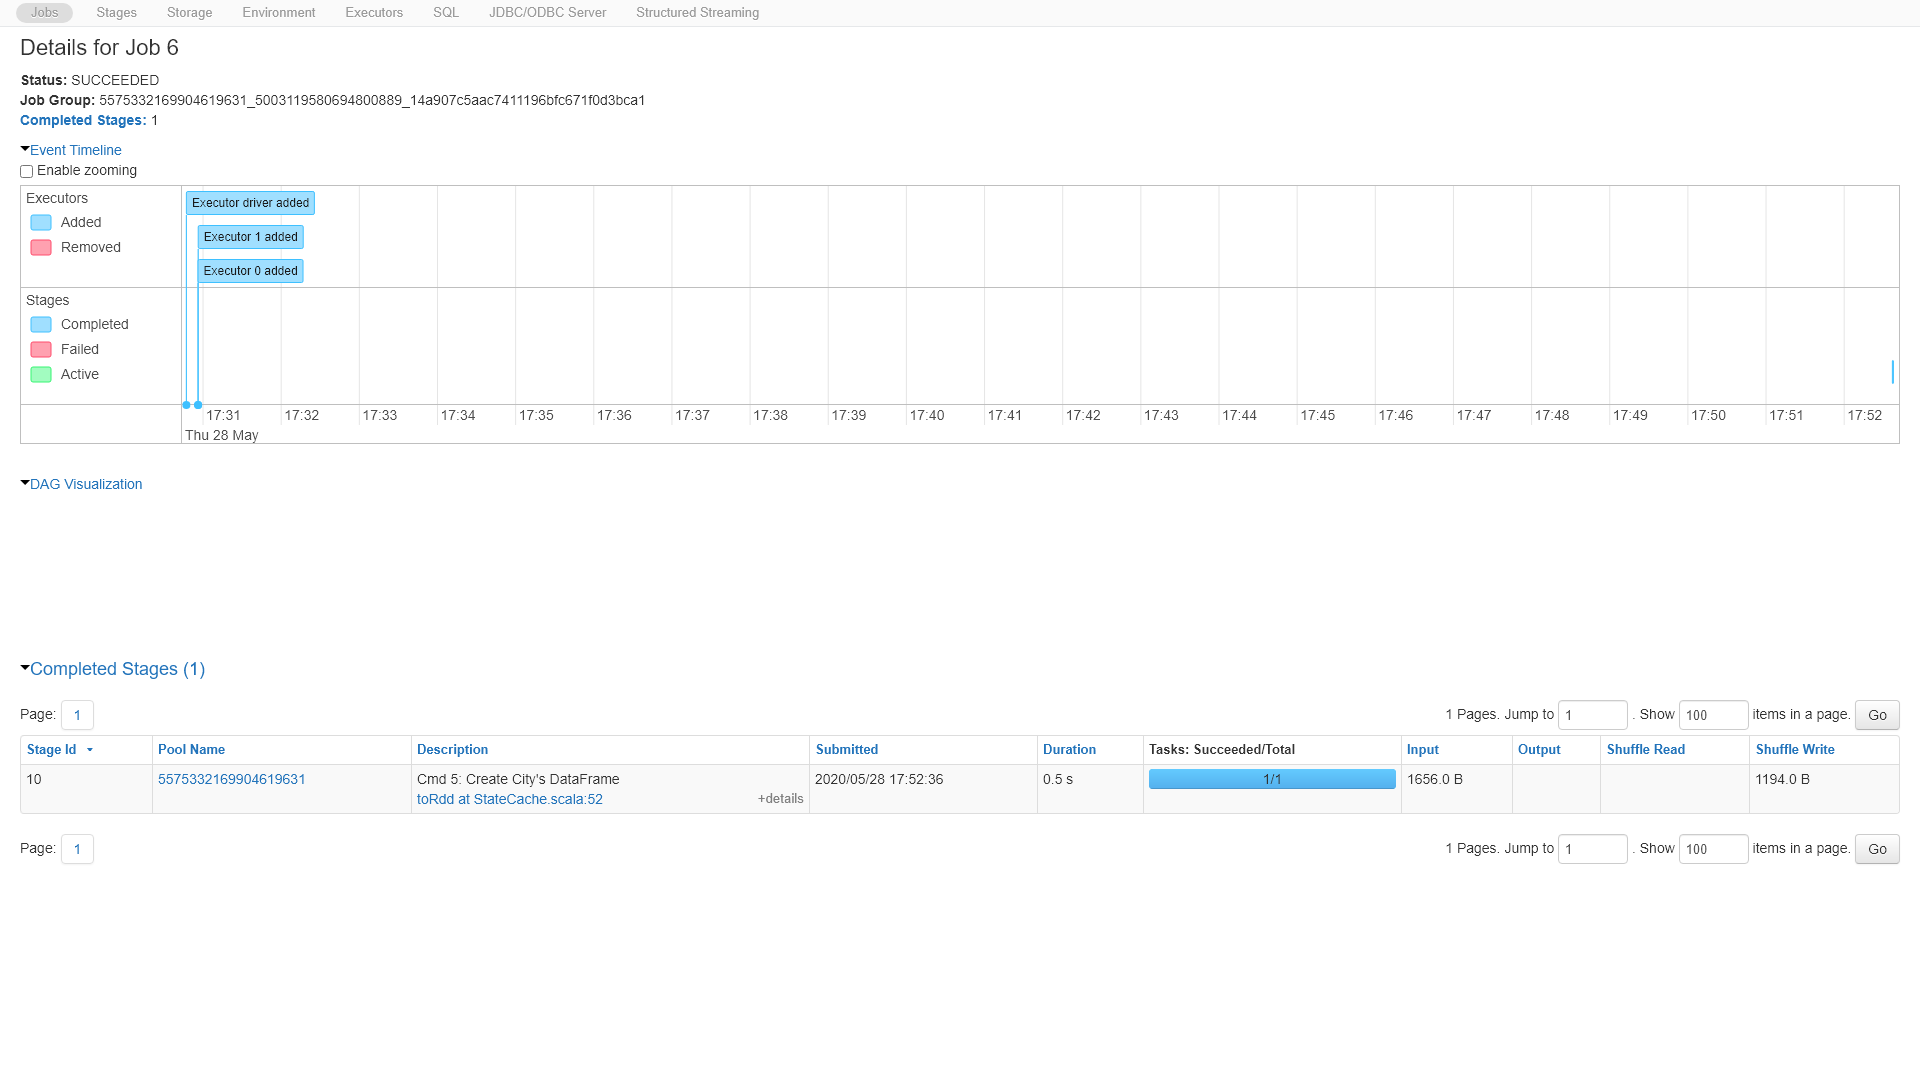 Jobs Stages Storage Environment Executors SQL JDBC/ODBC Server Structured Streaming
Details for Job 6
Status: SUCCEEDED
Job Group: 5575332169904619631_5003119580694800889_14a907c5aac7411196bfc671f0d3bca1
Completed Stages: 1
Event Timeline
Enable zooming
Executors
Added
Removed
Executor driver added
Executor 1 added
Executor 0 added
Stages
Completed
Failed
Active
17:31 17:32 17:33 17:34 17:35 17:36 17:37 17:38 17:39 17:40 17:41 17:42 17:43 17:44 17:45 17:46 17:47 17:48 17:49 17:50 17:51 17:52
Thu 28 May
DAG Visualization
Completed Stages (1)
Page: 1 1 Pages. Jump to 1 . Show 100 items in a page. Go
Stage Id Pool Name Description Submitted Duration Tasks: Succeeded/Total Input Output Shuffle Read Shuffle Write
10 5575332169904619631 Cmd 5: Create City's DataFrame 2020/05/28 17:52:36 0.5 s 1/1 1656.0 B 1194.0 B
toRdd at StateCache.scala:52 +details
Page: 1 1 Pages. Jump to 1 . Show 100 items in a page. Go